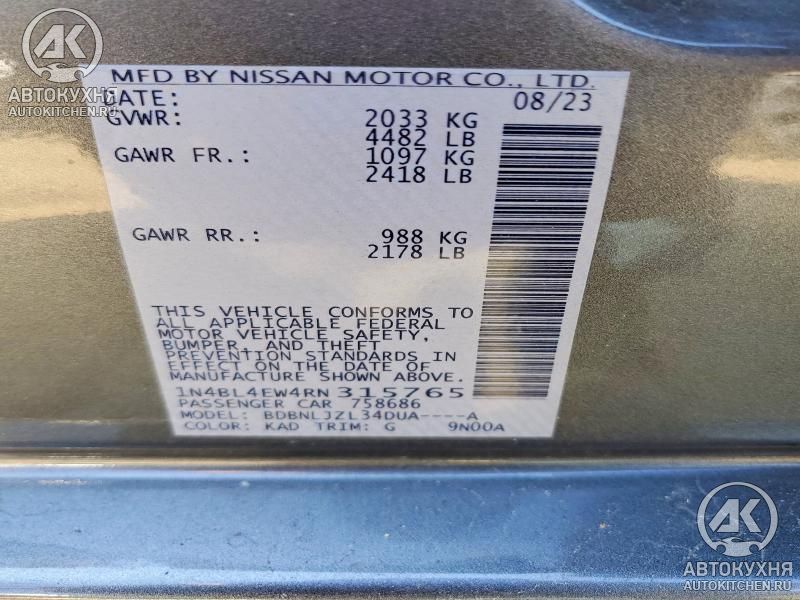 АК
АВТОКУХНЯ
AUTOKITCHEN.RU
MFD BY NISSAN MOTOR CO., LTD.
DATE: 08/23
GVWR: 2033 KG
4482 LB
GAWR FR.: 1097 KG
2418 LB
GAWR RR.: 988 KG
2178 LB
THIS VEHICLE CONFORMS TO
ALL APPLICABLE FEDERAL
MOTOR VEHICLE SAFETY,
BUMPER, AND THEFT
PREVENTION STANDARDS IN
EFFECT ON THE DATE OF
MANUFACTURE SHOWN ABOVE.
1N4BL4EW4RN315765
PASSENGER CAR 758686
MODEL: BDBNLJZL34DUA----A
COLOR: KAD TRIM: G 9N00A
АК
АВТОКУХНЯ
AUTOKITCHEN.RU